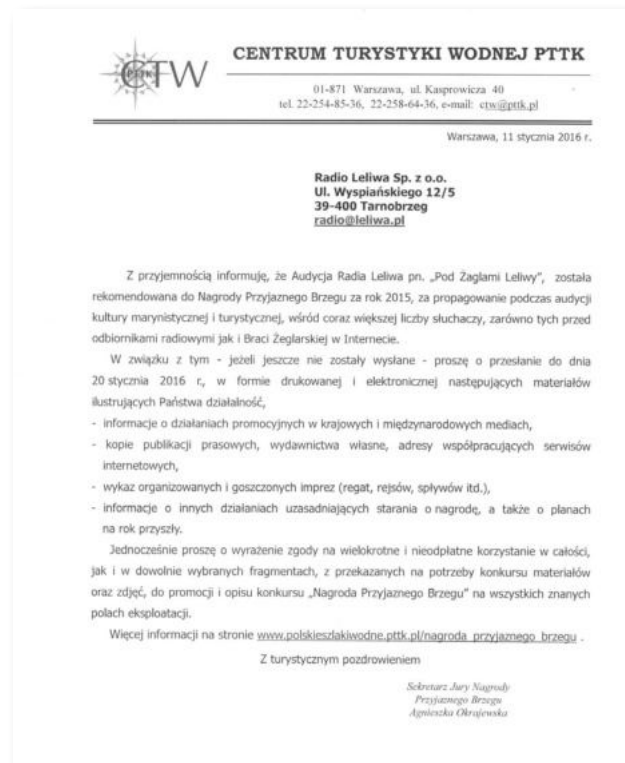 PTTK
CTW
CENTRUM TURYSTYKI WODNEJ PTTK
01-871 Warszawa, ul. Kasprowicza 40
tel. 22-254-85-36, 22-258-64-36, e-mail: ctw@pttk.pl
Warszawa, 11 stycznia 2016 r.
Radio Leliwa Sp. z o.o.
Ul. Wyspiańskiego 12/5
39-400 Tarnobrzeg
radio@leliwa.pl
Z przyjemnością informuję, że Audycja Radia Leliwa pn. „Pod Żaglami Leliwy”, została
rekomendowana do Nagrody Przyjaznego Brzegu za rok 2015, za propagowanie podczas audycji
kultury marynistycznej i turystycznej, wśród coraz większej liczby słuchaczy, zarówno tych przed
odbiornikami radiowymi jak i Braci Żeglarskiej w Internecie.
W związku z tym - jeżeli jeszcze nie zostały wysłane - proszę o przesłanie do dnia
20 stycznia 2016 r., w formie drukowanej i elektronicznej następujących materiałów
ilustrujących Państwa działalność,
- informacje o działaniach promocyjnych w krajowych i międzynarodowych mediach,
- kopie publikacji prasowych, wydawnictwa własne, adresy współpracujących serwisów
internetowych,
- wykaz organizowanych i goszczonych imprez (regat, rejsów, spływów itd.),
- informacje o innych działaniach uzasadniających starania o nagrodę, a także o planach
na rok przyszły.
Jednocześnie proszę o wyrażenie zgody na wielokrotne i nieodpłatne korzystanie w całości,
jak i w dowolnie wybranych fragmentach, z przekazanych na potrzeby konkursu materiałów
oraz zdjęć, do promocji i opisu konkursu „Nagroda Przyjaznego Brzegu” na wszystkich znanych
polach eksploatacji.
Więcej informacji na stronie www.polskieszlakiwodne.pttk.pl/nagroda_przyjaznego_brzegu .
Z turystycznym pozdrowieniem
Sekretarz Jury Nagrody
Przyjaznego Brzegu
Agnieszka Okrajewska